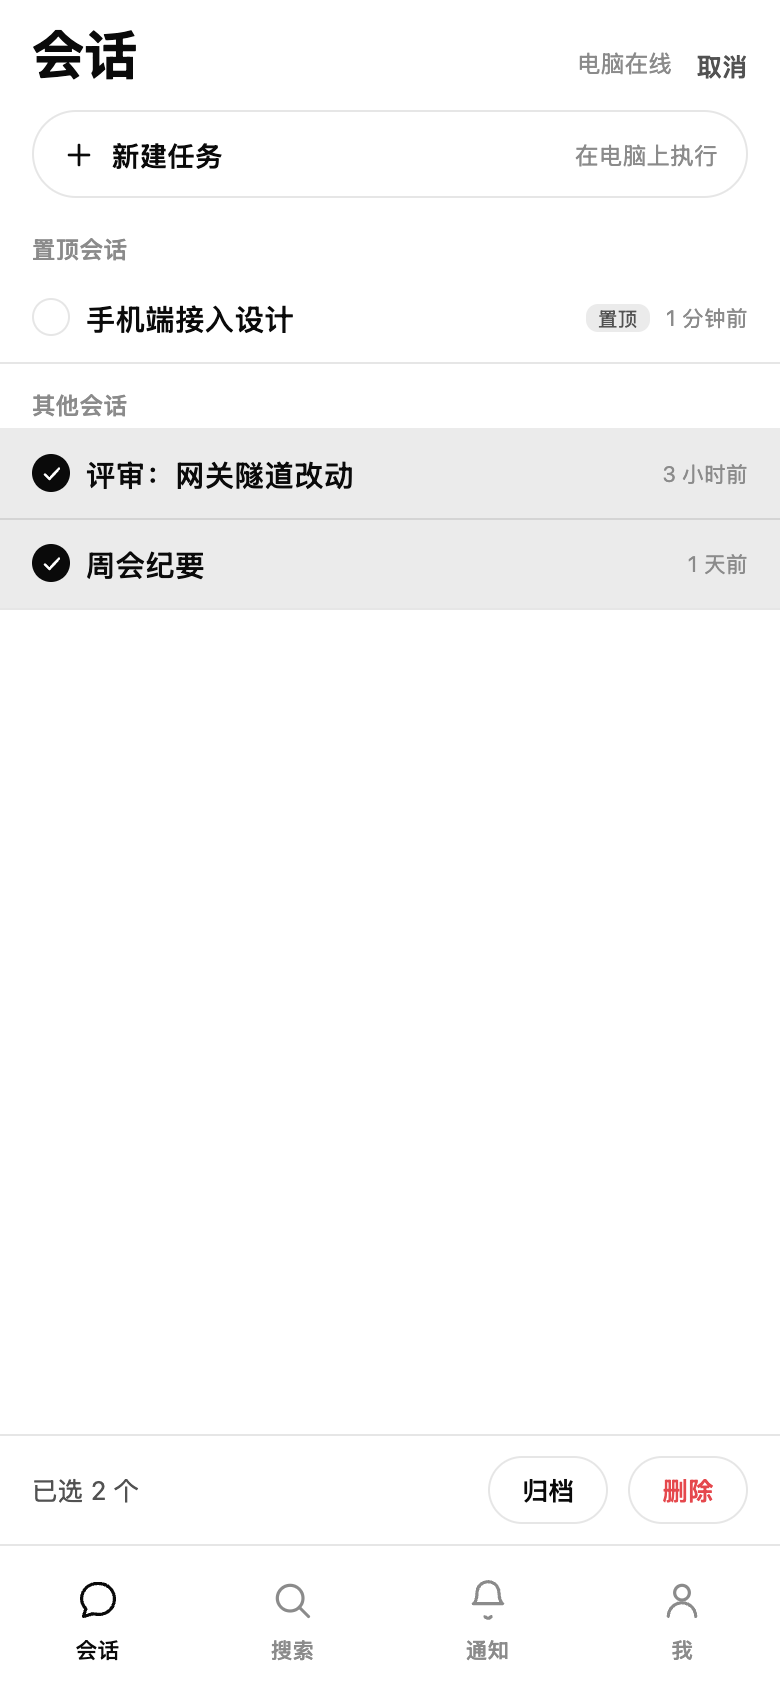 会话
电脑在线 取消
新建任务 在电脑上执行
置顶会话
手机端接入设计 置顶 1 分钟前
其他会话
评审：网关隧道改动 3 小时前
周会纪要 1 天前
已选 2 个 归档 删除
会话 搜索 通知 我